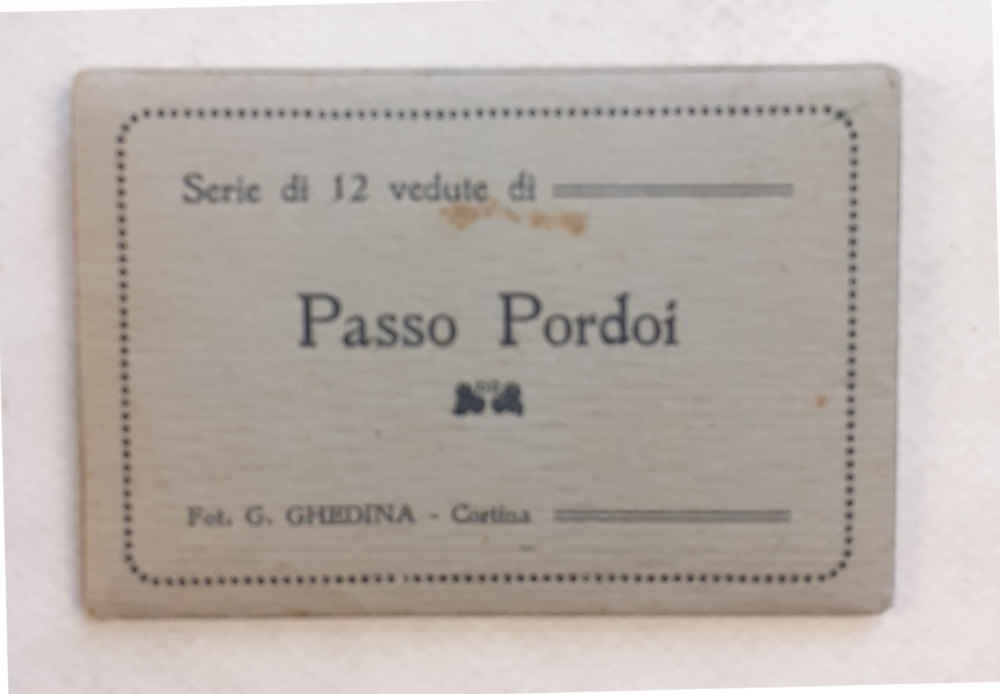 Serie di 12 vedute di
Passo Pordoi
Fot. G. GHEDINA - Cortina